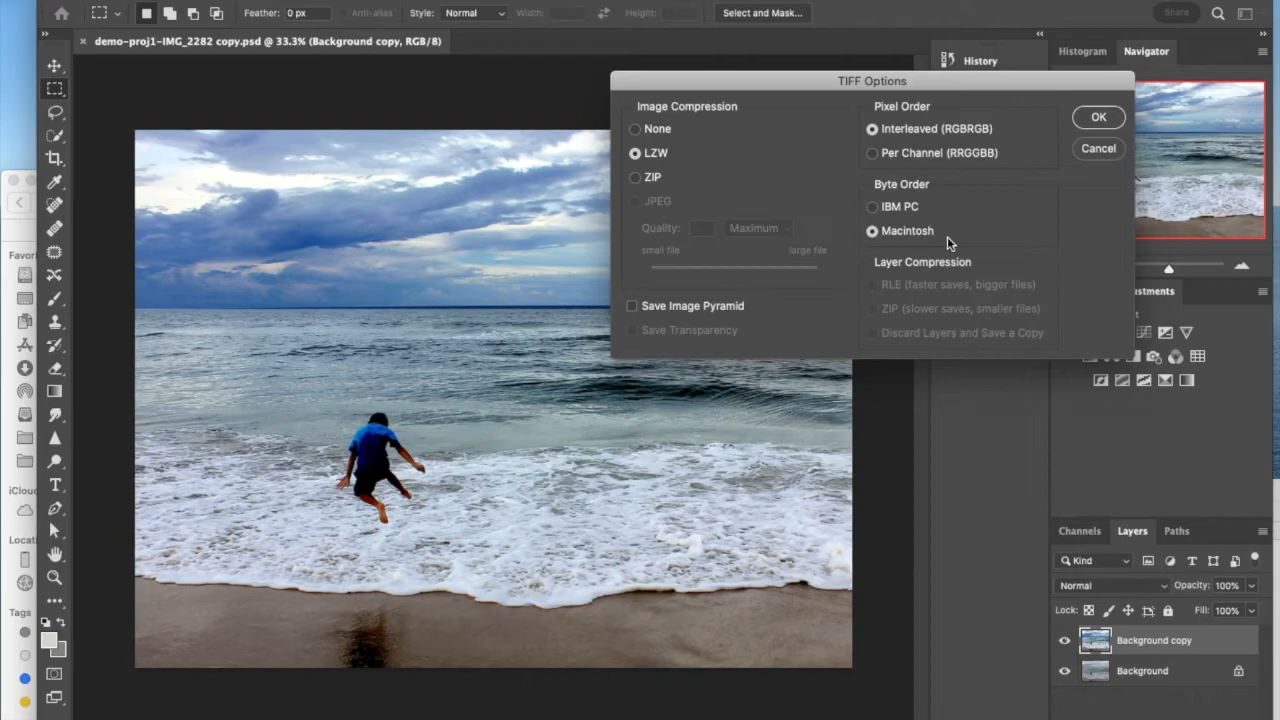 Feather: 0 px Anti-alias Style: Normal Width: Height: Select and Mask... Share
× demo-proj1-IMG_2282 copy.psd @ 33.3% (Background copy, RGB/8)
History
Histogram Navigator
TIFF Options
Image Compression
None
LZW
ZIP
JPEG
Quality: Maximum
small file large file
Save Image Pyramid
Save Transparency
Pixel Order
Interleaved (RGBRGB)
Per Channel (RRGGBB)
Byte Order
IBM PC
Macintosh
Layer Compression
RLE (faster saves, bigger files)
ZIP (slower saves, smaller files)
Discard Layers and Save a Copy
OK
Cancel
Favori
iCloud
Locati
Tags
stments
t
Channels Layers Paths
Kind
Normal Opacity: 100%
Lock: Fill: 100%
Background copy
Background